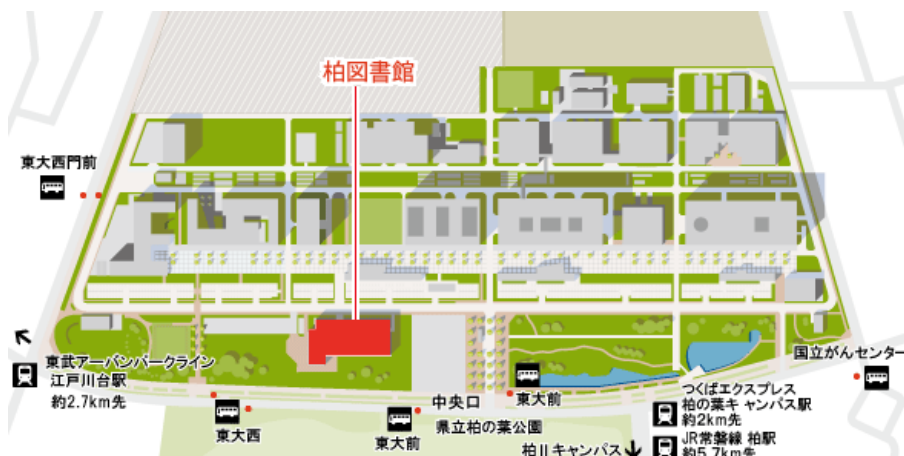 柏図書館
東大西門前
東武アーバンパークライン
江戸川台駅
約2.7km先
東大西
東大前
中央口
県立柏の葉公園
東大前
国立がんセンター
つくばエクスプレス
柏の葉キャンパス駅
約2km先
JR常磐線 柏駅
約5.7km先
柏IIキャンパス